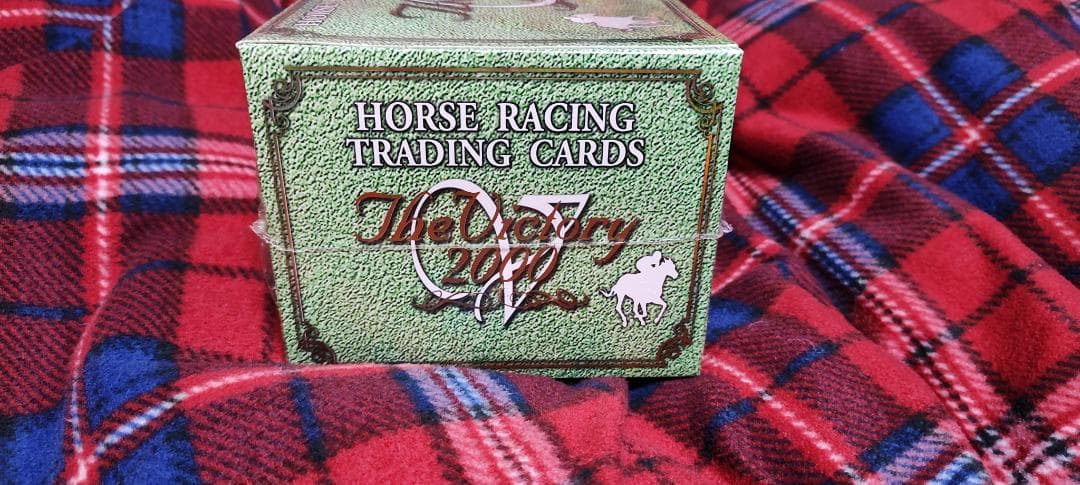 HORSE RACING
TRADING CARDS
The Victory
2000